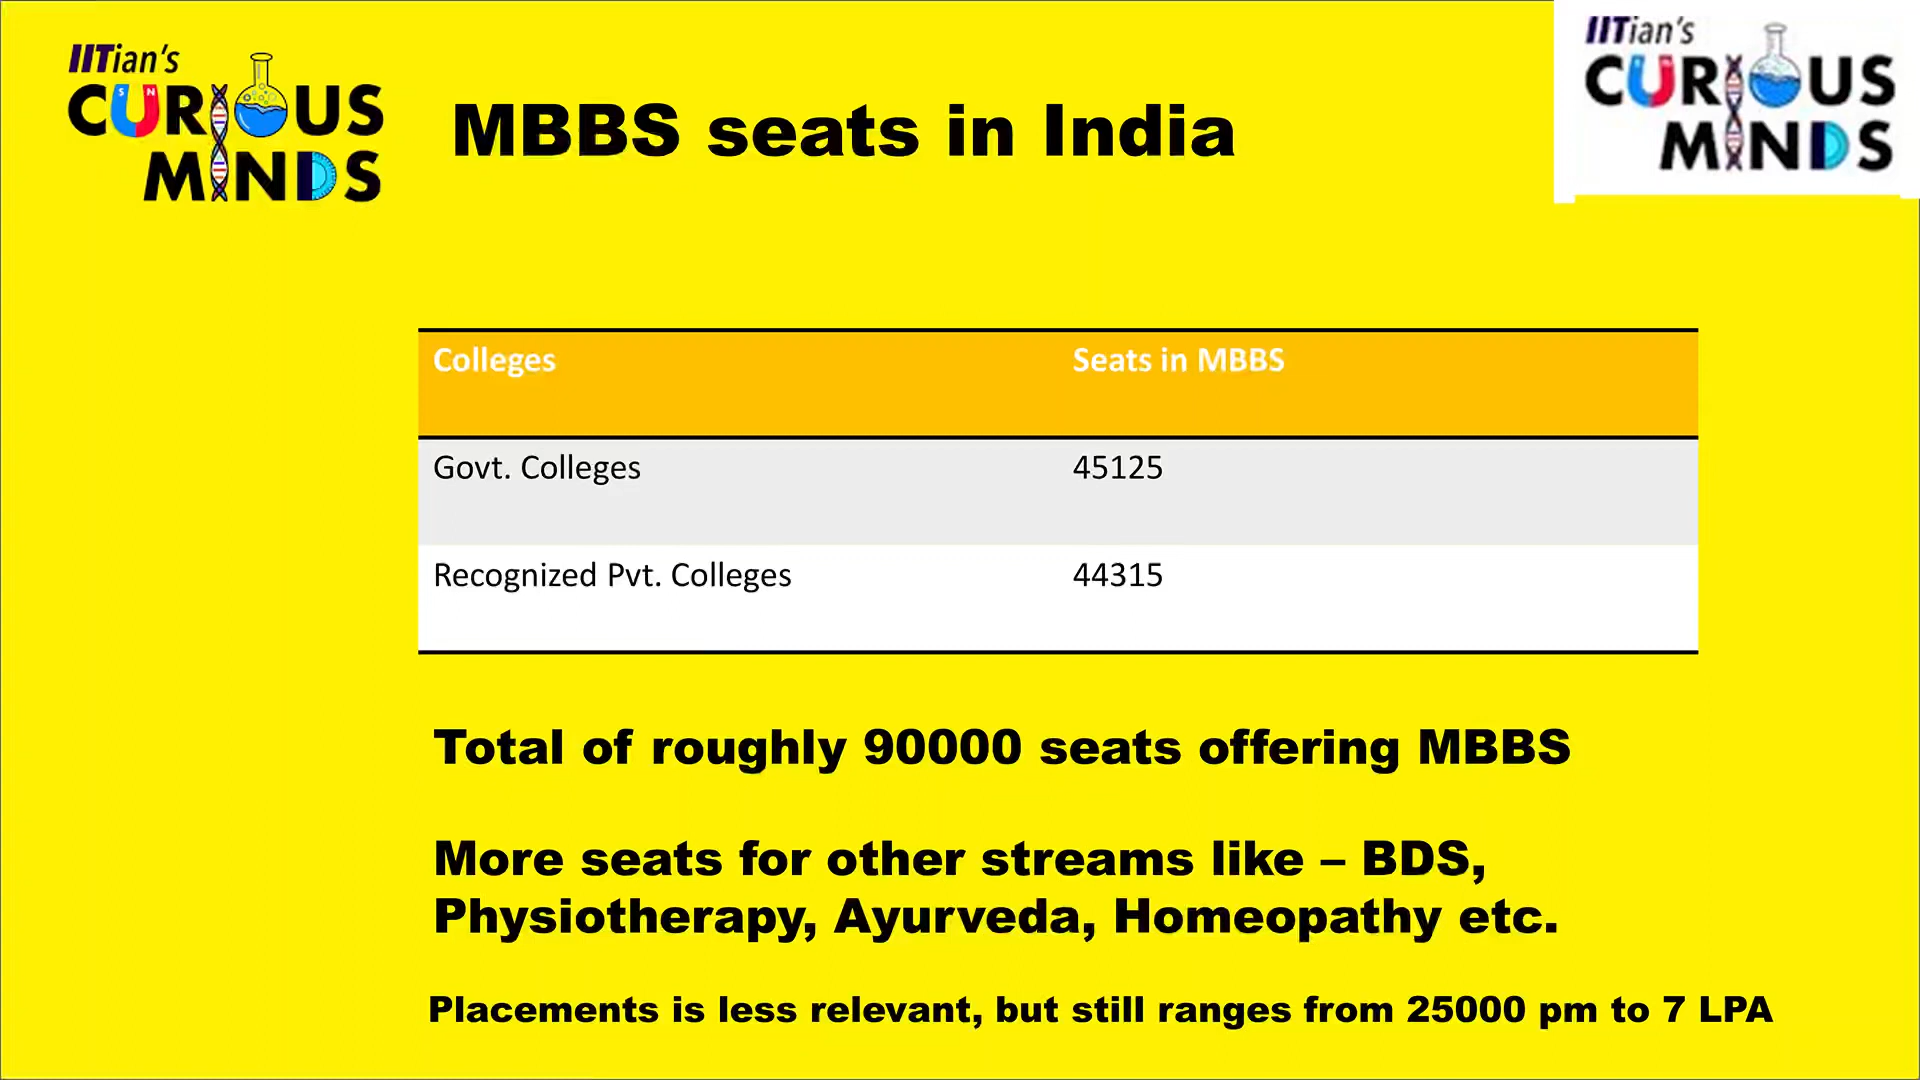 IITian's
CURIOUS
MINDS
MBBS seats in India
IITian's
CURIOUS
MINDS
Colleges Seats in MBBS
Govt. Colleges 45125
Recognized Pvt. Colleges 44315
Total of roughly 90000 seats offering MBBS
More seats for other streams like – BDS,
Physiotherapy, Ayurveda, Homeopathy etc.
Placements is less relevant, but still ranges from 25000 pm to 7 LPA